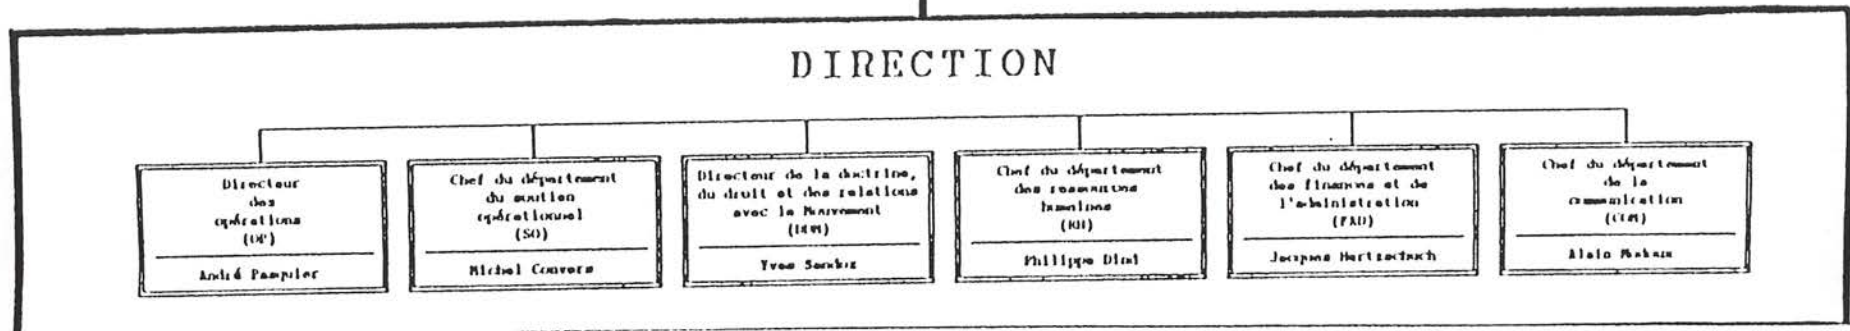 DIRECTION
Directeur
des
opérations
(OP)
André Pasquier
Chef du département
du soutien
opérationnel
(SO)
Michel Convers
Directeur de la doctrine,
du droit et des relations
avec le Mouvement
Yves Sandoz
Chef du département
des ressources
humaines
(RH)
Philippe Dind
Chef du département
des finances et de
l'administration
(FAD)
Jacques Hertzschuch
Chef du département
de la
communication
(COM)
Alain